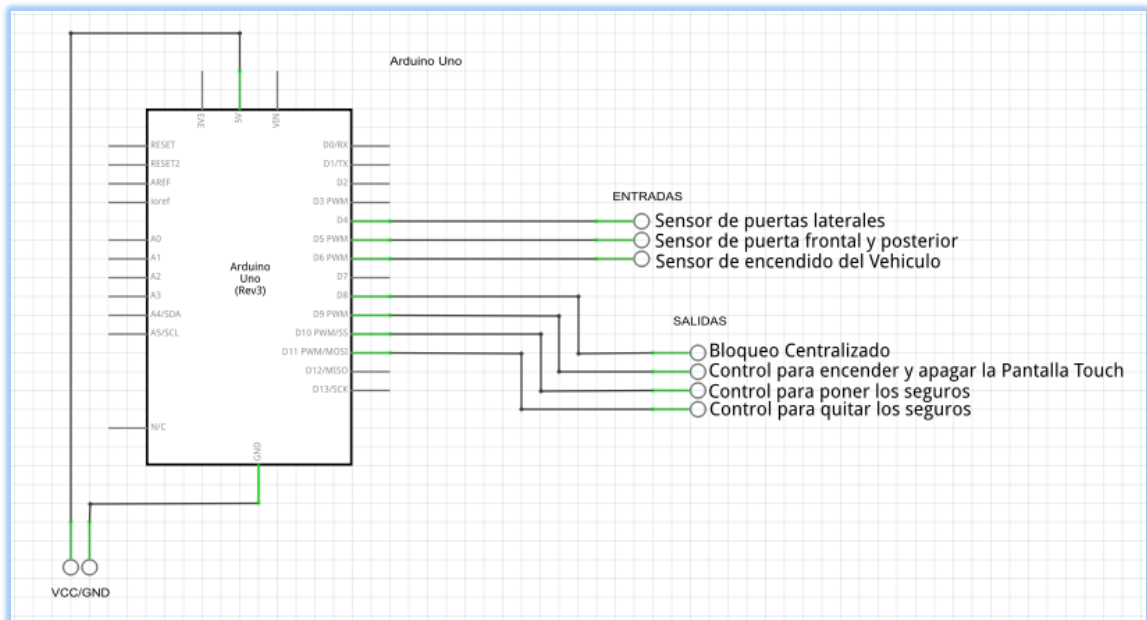 Arduino Uno
3V3
5V
VIN
RESET
RESET2
AREF
ioref
A0
A1
A2
A3
A4/SDA
A5/SCL
N/C
Arduino
Uno
(Rev3)
D0/RX
D1/TX
D2
D3 PWM
D4
D5 PWM
D6 PWM
D7
D8
D9 PWM
D10 PWM/SS
D11 PWM/MOSI
D12/MISO
D13/SCK
GND
ENTRADAS
Sensor de puertas laterales
Sensor de puerta frontal y posterior
Sensor de encendido del Vehiculo
SALIDAS
Bloqueo Centralizado
Control para encender y apagar la Pantalla Touch
Control para poner los seguros
Control para quitar los seguros
VCC/GND